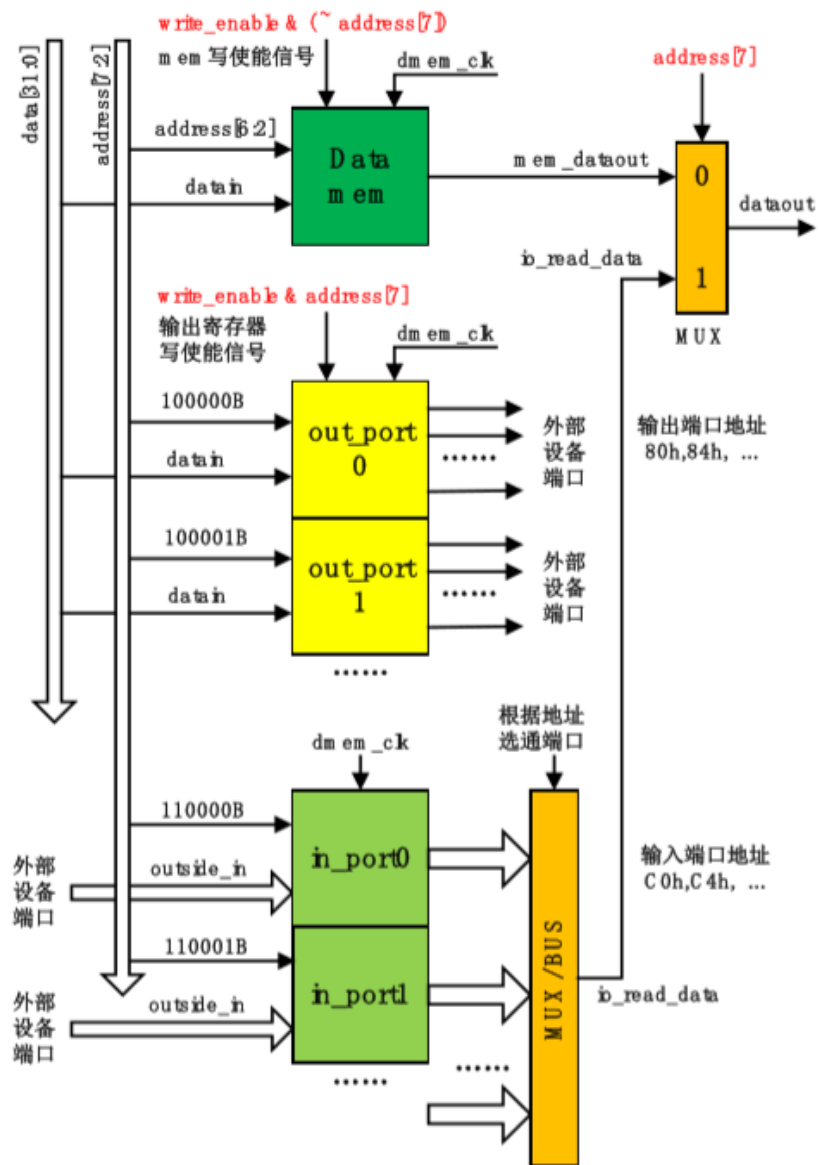 write_enable & (~ address[7])
mem 写使能信号
dmem_clk
address[7]
data[31:0]
address[7:2]
address[6:2]
datain
Data
mem
mem_dataout
0
dataout
io_read_data
1
MUX
write_enable & address[7]
输出寄存器
写使能信号
dmem_clk
100000B
datain
out_port
0
......
外部
设备
端口
输出端口地址
80h,84h, ...
100001B
datain
out_port
1
......
外部
设备
端口
......
根据地址
选通端口
dmem_clk
110000B
外部
设备
端口
outside_in
in_port0
输入端口地址
C0h,C4h, ...
110001B
外部
设备
端口
outside_in
in_port1
MUX/BUS
io_read_data
......
......